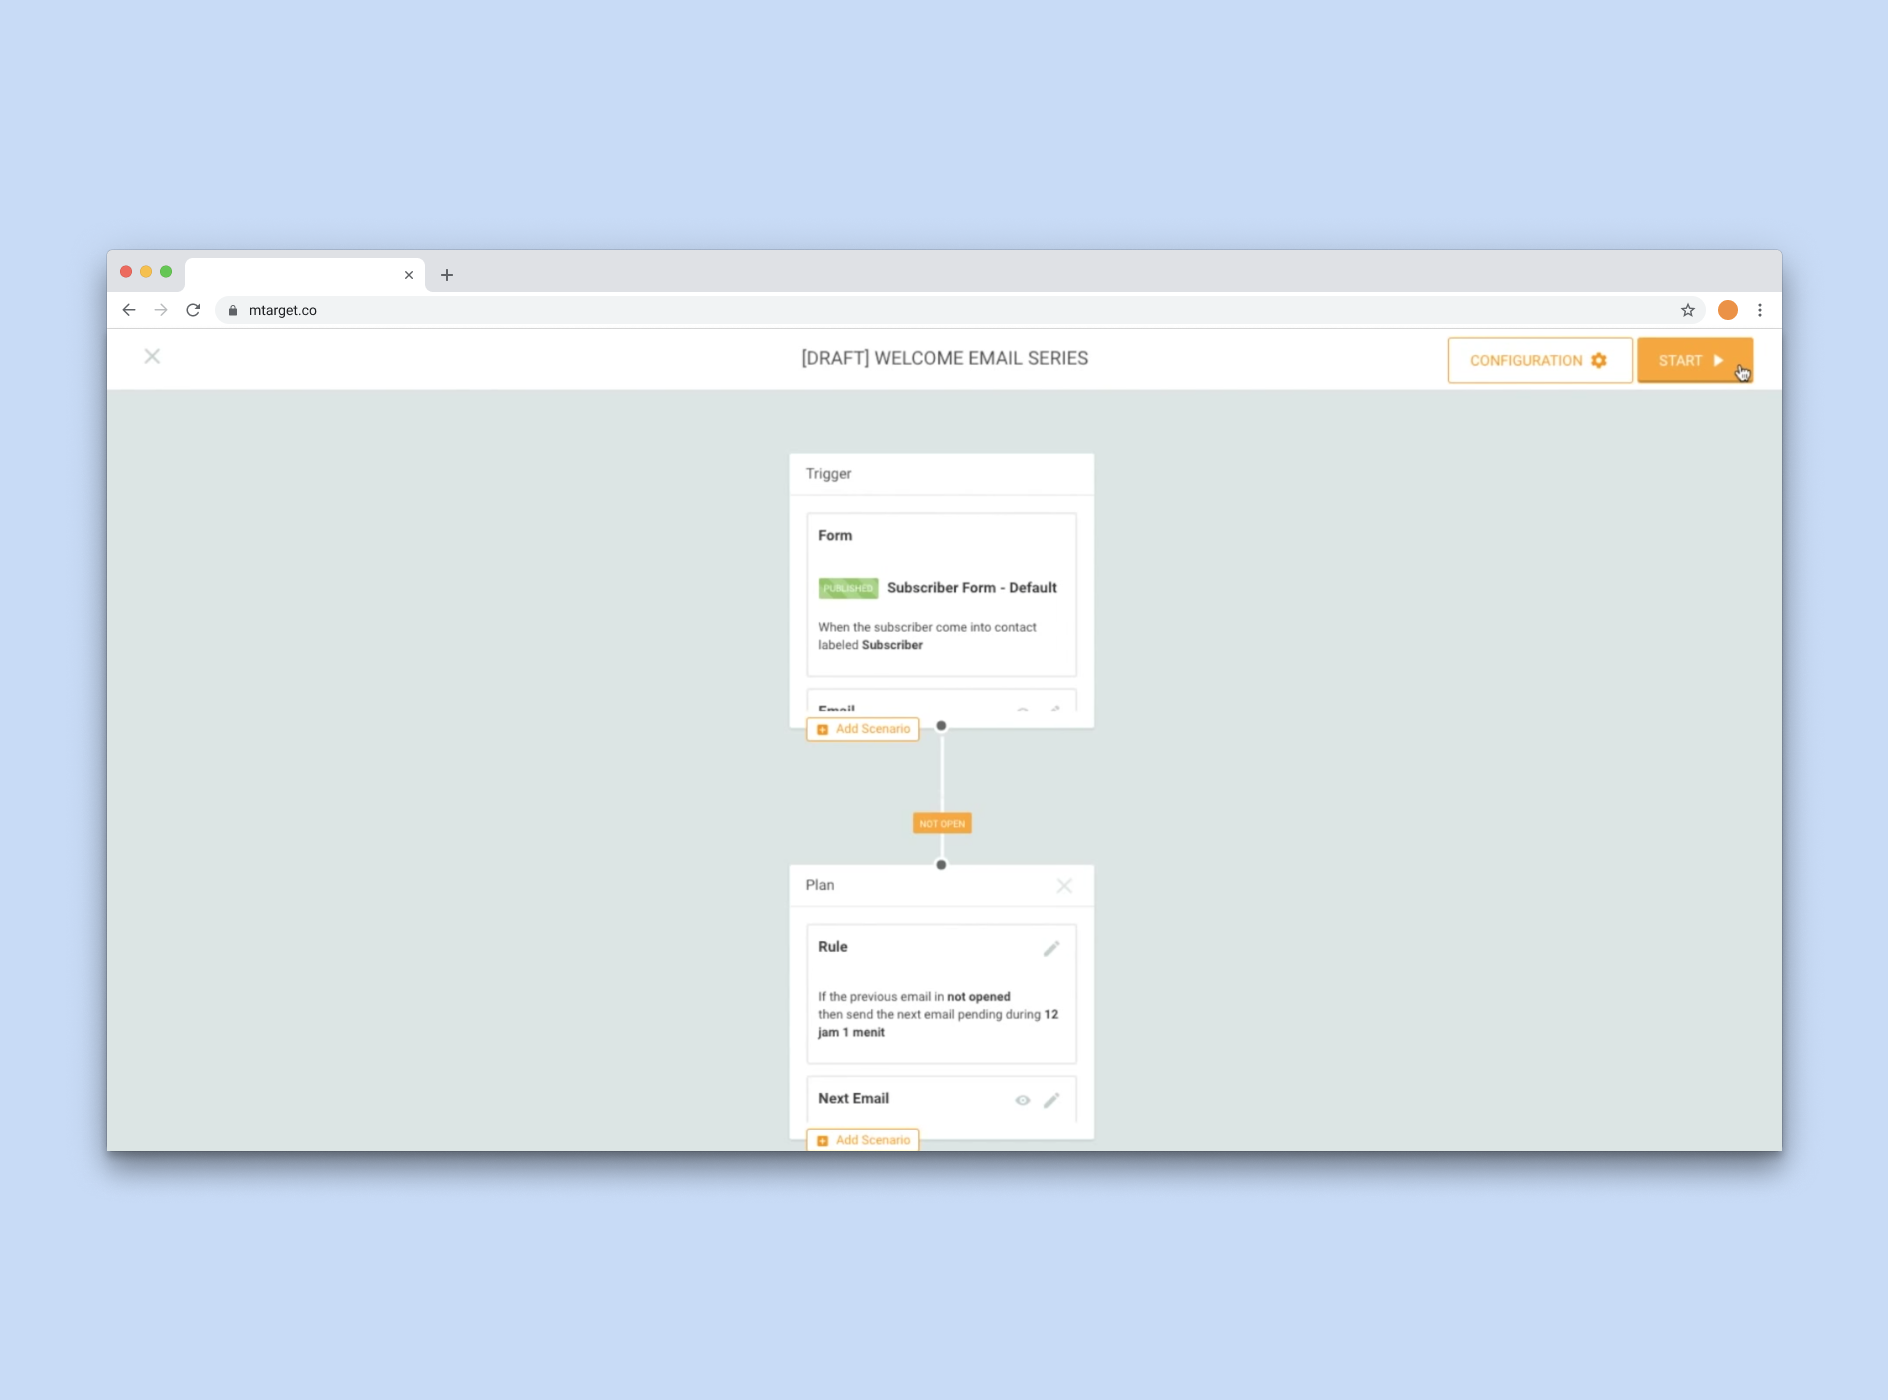 mtarget.co
[DRAFT] WELCOME EMAIL SERIES
CONFIGURATION
START
Trigger
Form
PUBLISHED Subscriber Form - Default
When the subscriber come into contact
labeled Subscriber
Email
Add Scenario
NOT OPEN
Plan
Rule
If the previous email in not opened
then send the next email pending during 12
jam 1 menit
Next Email
Add Scenario